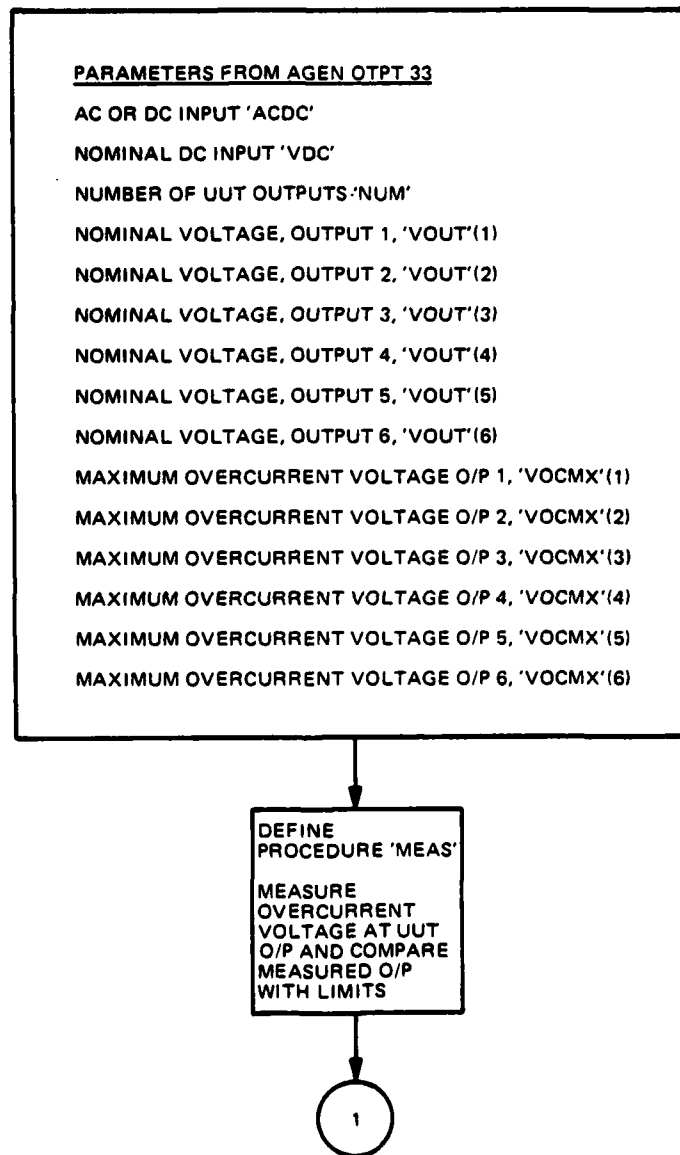 PARAMETERS FROM AGEN OTPT 33
AC OR DC INPUT 'ACDC'
NOMINAL DC INPUT 'VDC'
NUMBER OF UUT OUTPUTS-'NUM'
NOMINAL VOLTAGE, OUTPUT 1, 'VOUT'(1)
NOMINAL VOLTAGE, OUTPUT 2, 'VOUT'(2)
NOMINAL VOLTAGE, OUTPUT 3, 'VOUT'(3)
NOMINAL VOLTAGE, OUTPUT 4, 'VOUT'(4)
NOMINAL VOLTAGE, OUTPUT 5, 'VOUT'(5)
NOMINAL VOLTAGE, OUTPUT 6, 'VOUT'(6)
MAXIMUM OVERCURRENT VOLTAGE O/P 1, 'VOCMX'(1)
MAXIMUM OVERCURRENT VOLTAGE O/P 2, 'VOCMX'(2)
MAXIMUM OVERCURRENT VOLTAGE O/P 3, 'VOCMX'(3)
MAXIMUM OVERCURRENT VOLTAGE O/P 4, 'VOCMX'(4)
MAXIMUM OVERCURRENT VOLTAGE O/P 5, 'VOCMX'(5)
MAXIMUM OVERCURRENT VOLTAGE O/P 6, 'VOCMX'(6)
DEFINE
PROCEDURE 'MEAS'
MEASURE
OVERCURRENT
VOLTAGE AT UUT
O/P AND COMPARE
MEASURED O/P
WITH LIMITS
1